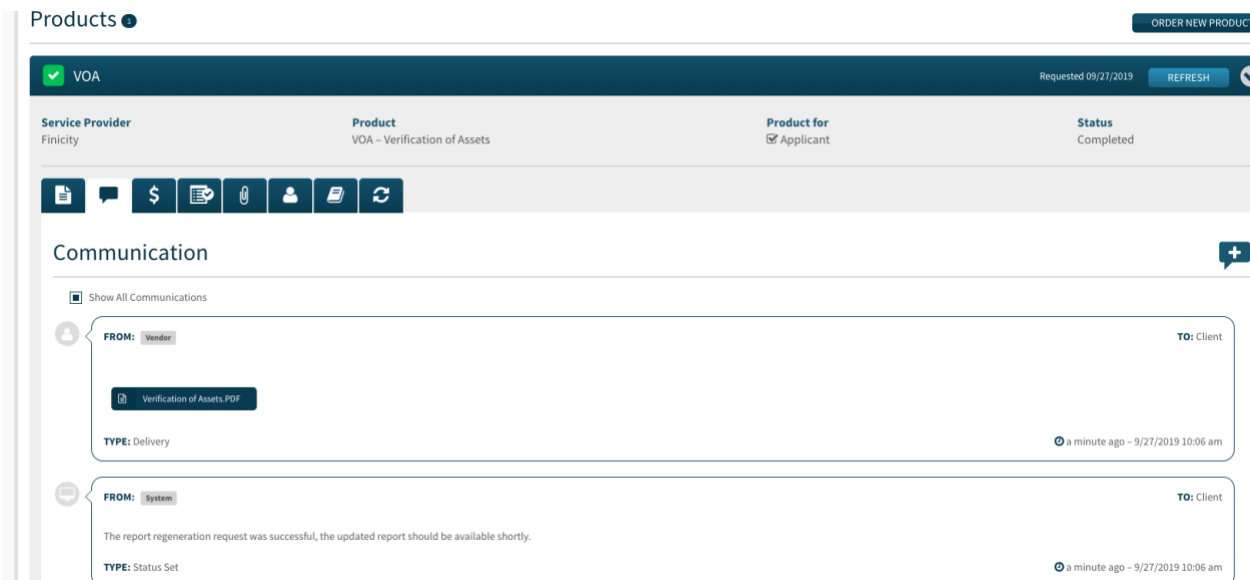 Products 1
ORDER NEW PRODUCT
VOA
Requested 09/27/2019 REFRESH
Service Provider Product Product for Status
Finicity VOA – Verification of Assets Applicant Completed
$
Communication
Show All Communications
FROM: Vendor TO: Client
Verification of Assets.PDF
TYPE: Delivery a minute ago – 9/27/2019 10:06 am
FROM: System TO: Client
The report regeneration request was successful, the updated report should be available shortly.
TYPE: Status Set a minute ago – 9/27/2019 10:06 am